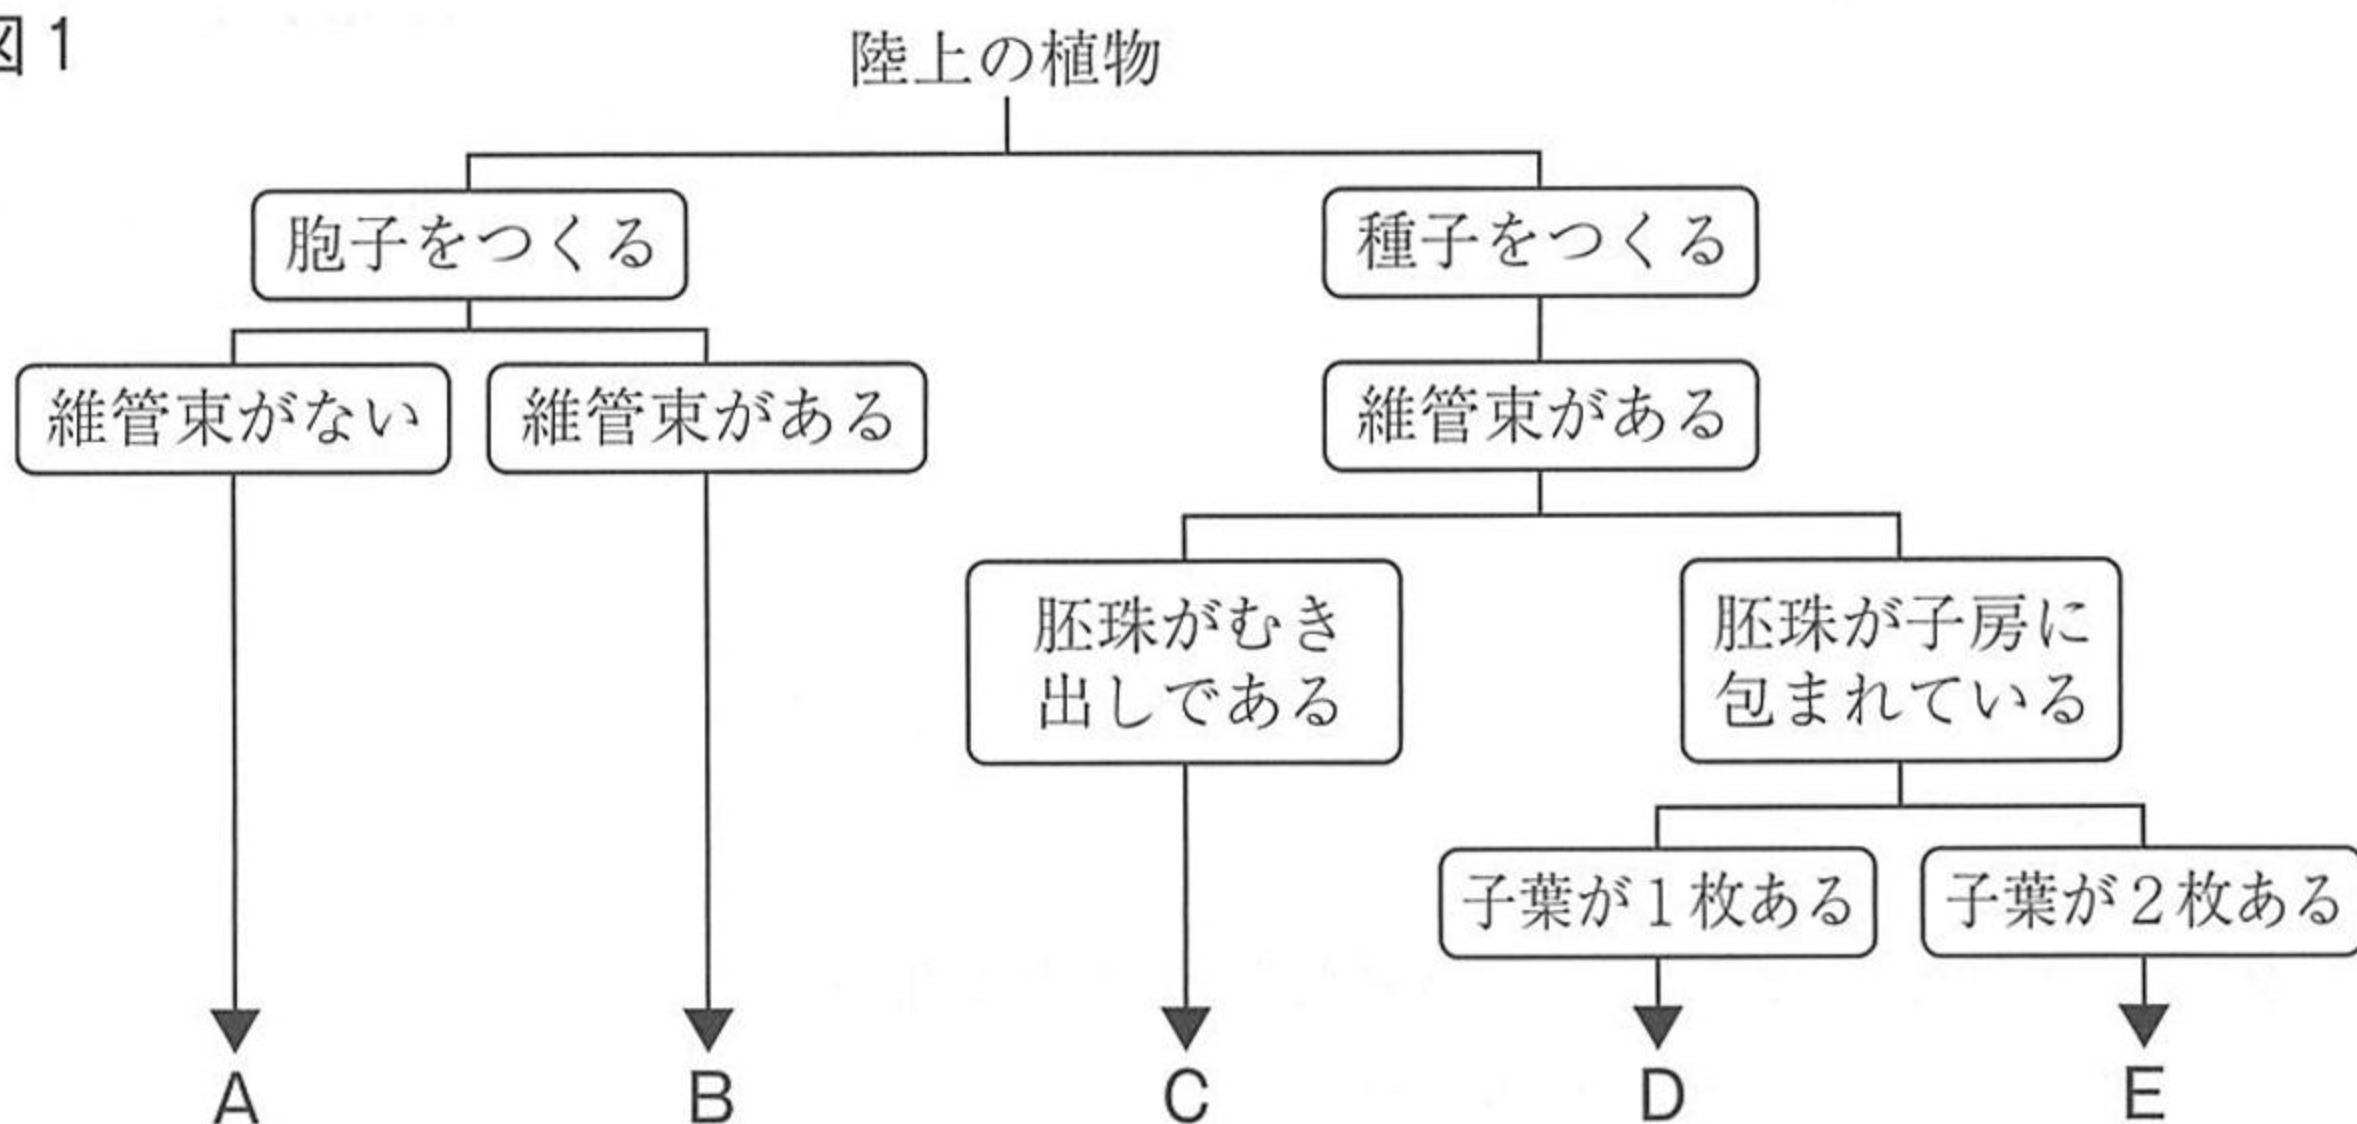 図1
陸上の植物
胞子をつくる
種子をつくる
維管束がない
維管束がある
維管束がある
胚珠がむき
出しである
胚珠が子房に
包まれている
子葉が1枚ある
子葉が2枚ある
A
B
C
D
E